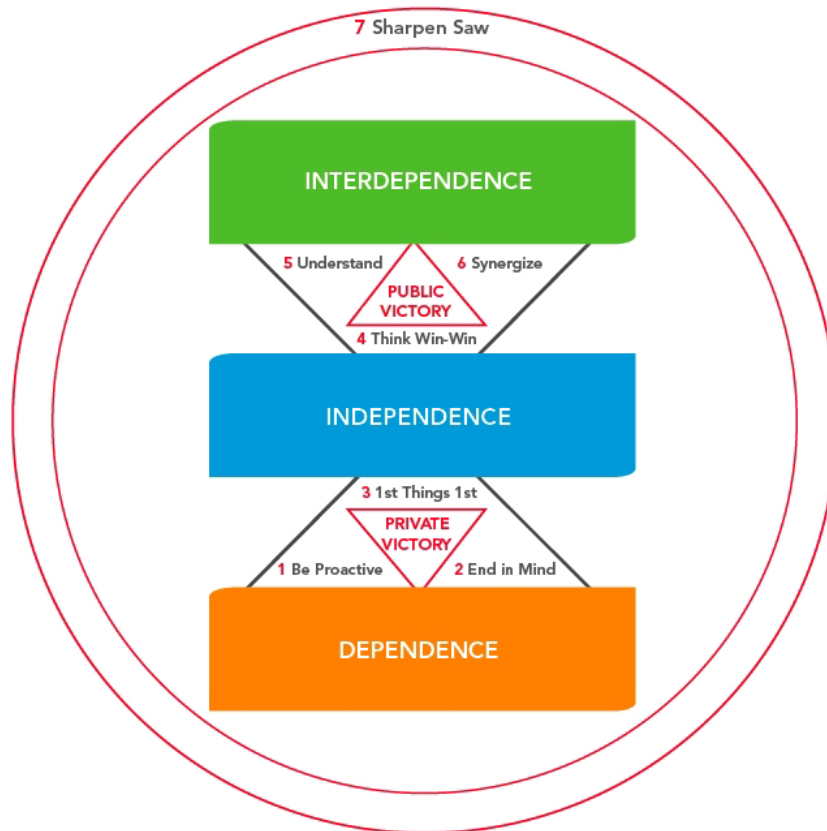 7 Sharpen Saw
INTERDEPENDENCE
5 Understand
6 Synergize
PUBLIC
VICTORY
4 Think Win-Win
INDEPENDENCE
3 1st Things 1st
PRIVATE
VICTORY
1 Be Proactive
2 End in Mind
DEPENDENCE